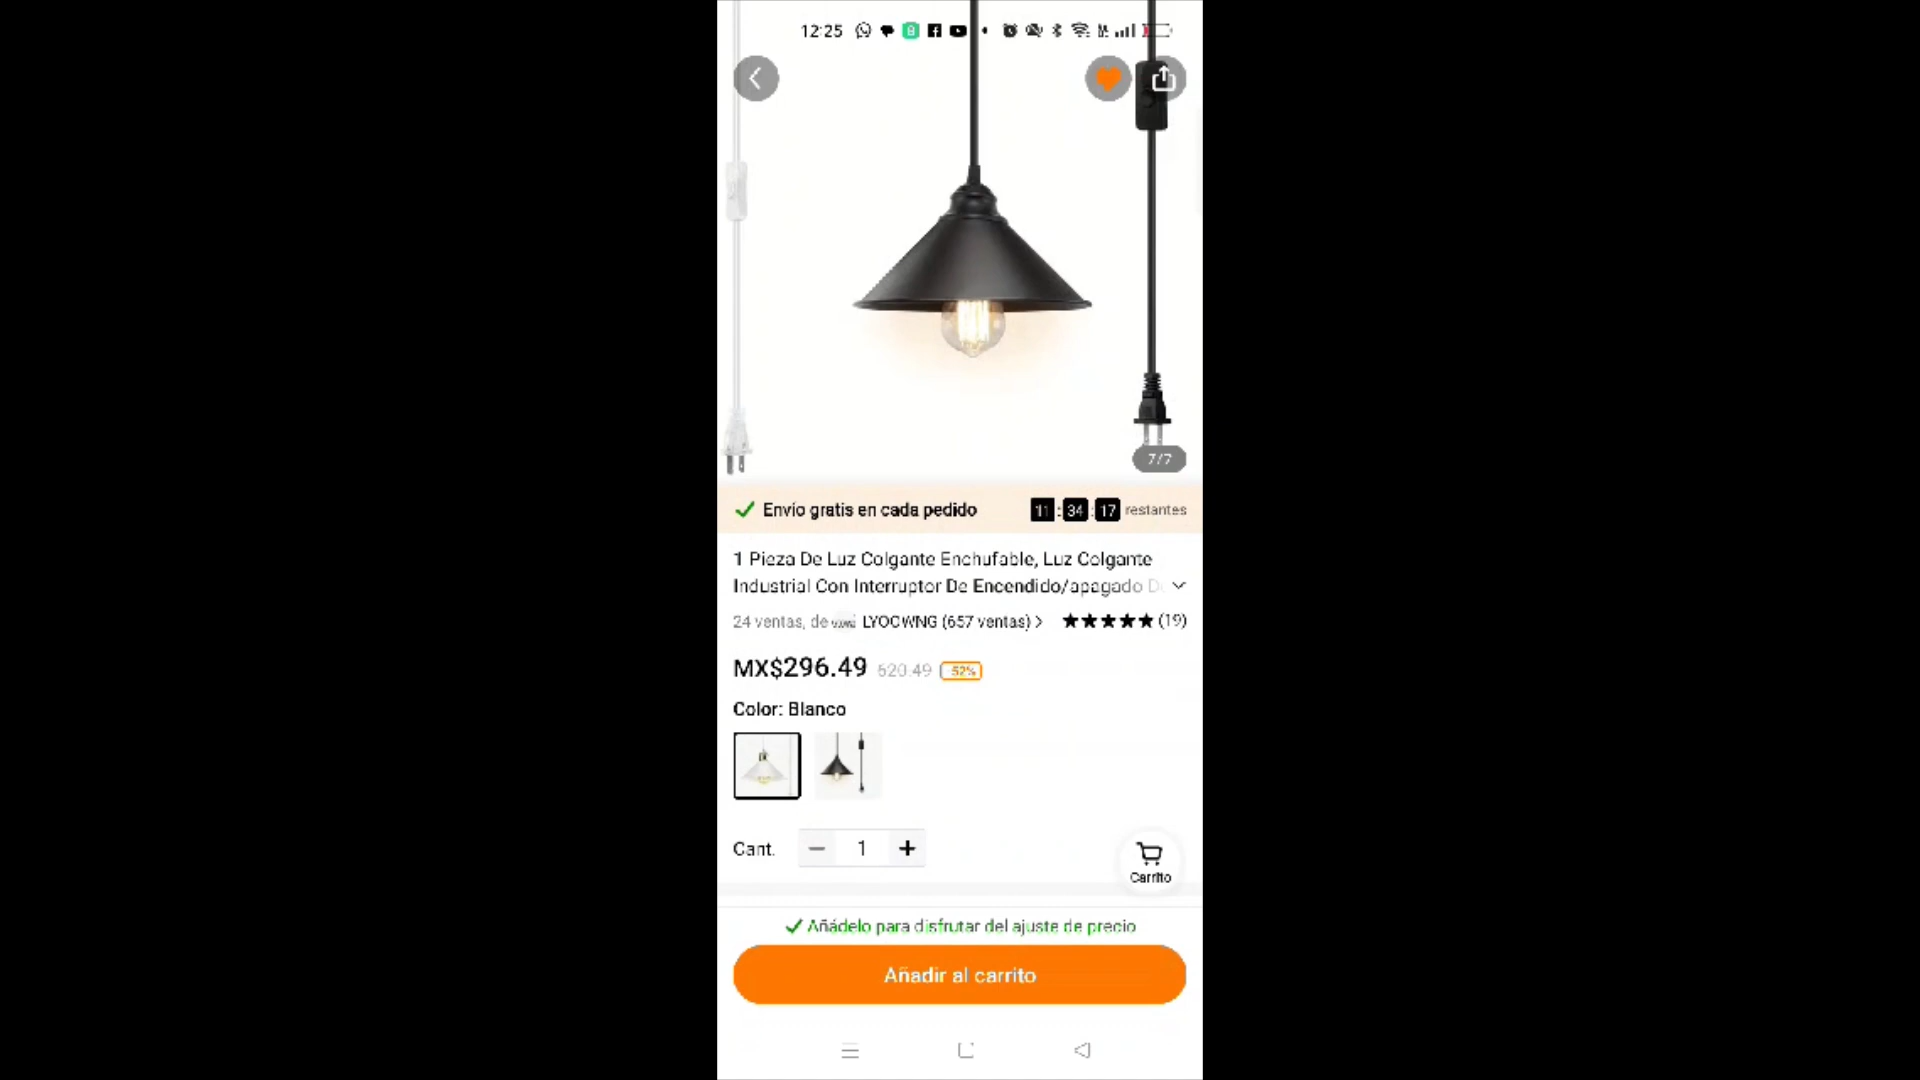 12:25
7/7
Envío gratis en cada pedido 11:34:17 restantes
1 Pieza De Luz Colgante Enchufable, Luz Colgante
Industrial Con Interruptor De Encendido/apagado D
24 ventas, de LYOCWNG (657 ventas) (19)
MX$296.49 620.49 -52%
Color: Blanco
Cant. 1
Carrito
Añádelo para disfrutar del ajuste de precio
Añadir al carrito